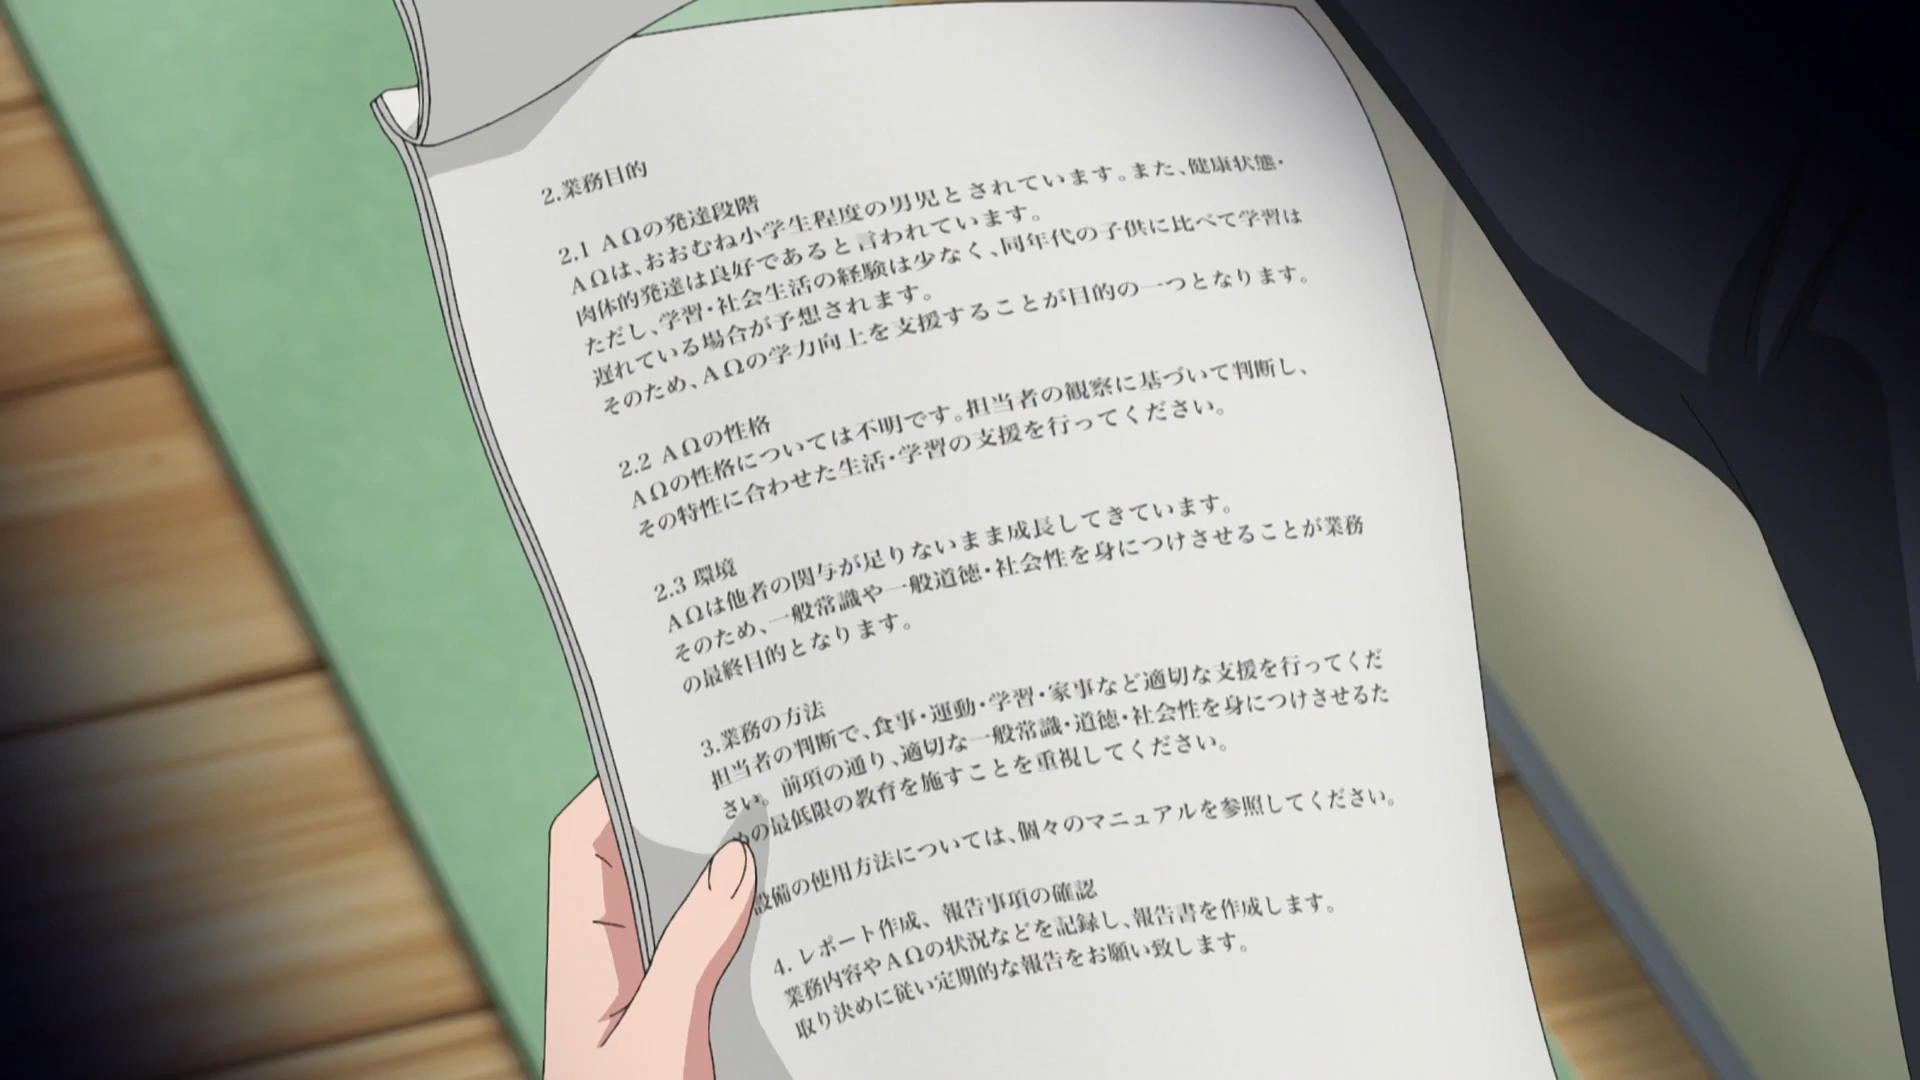 2.業務目的
2.1 ΑΩの発達段階
ΑΩは、おおむね小学生程度の男児とされています。また、健康状態・
肉体的発達は良好であると言われています。
ただし、学習・社会生活の経験は少なく、同年代の子供に比べて学習は
遅れている場合が予想されます。
そのため、ΑΩの学力向上を支援することが目的の一つとなります。
2.2 ΑΩの性格
ΑΩの性格については不明です。担当者の観察に基づいて判断し、
その特性に合わせた生活・学習の支援を行ってください。
2.3 環境
ΑΩは他者の関与が足りないまま成長してきています。
そのため、一般常識や一般道徳・社会性を身につけさせることが業務
の最終目的となります。
3.業務の方法
担当者の判断で、食事・運動・学習・家事など適切な支援を行ってくだ
さい。前項の通り、適切な一般常識・道徳・社会性を身につけさせるた
めの最低限の教育を施すことを重視してください。
設備の使用方法については、個々のマニュアルを参照してください。
4. レポート作成、報告事項の確認
業務内容やΑΩの状況などを記録し、報告書を作成します。
取り決めに従い定期的な報告をお願い致します。